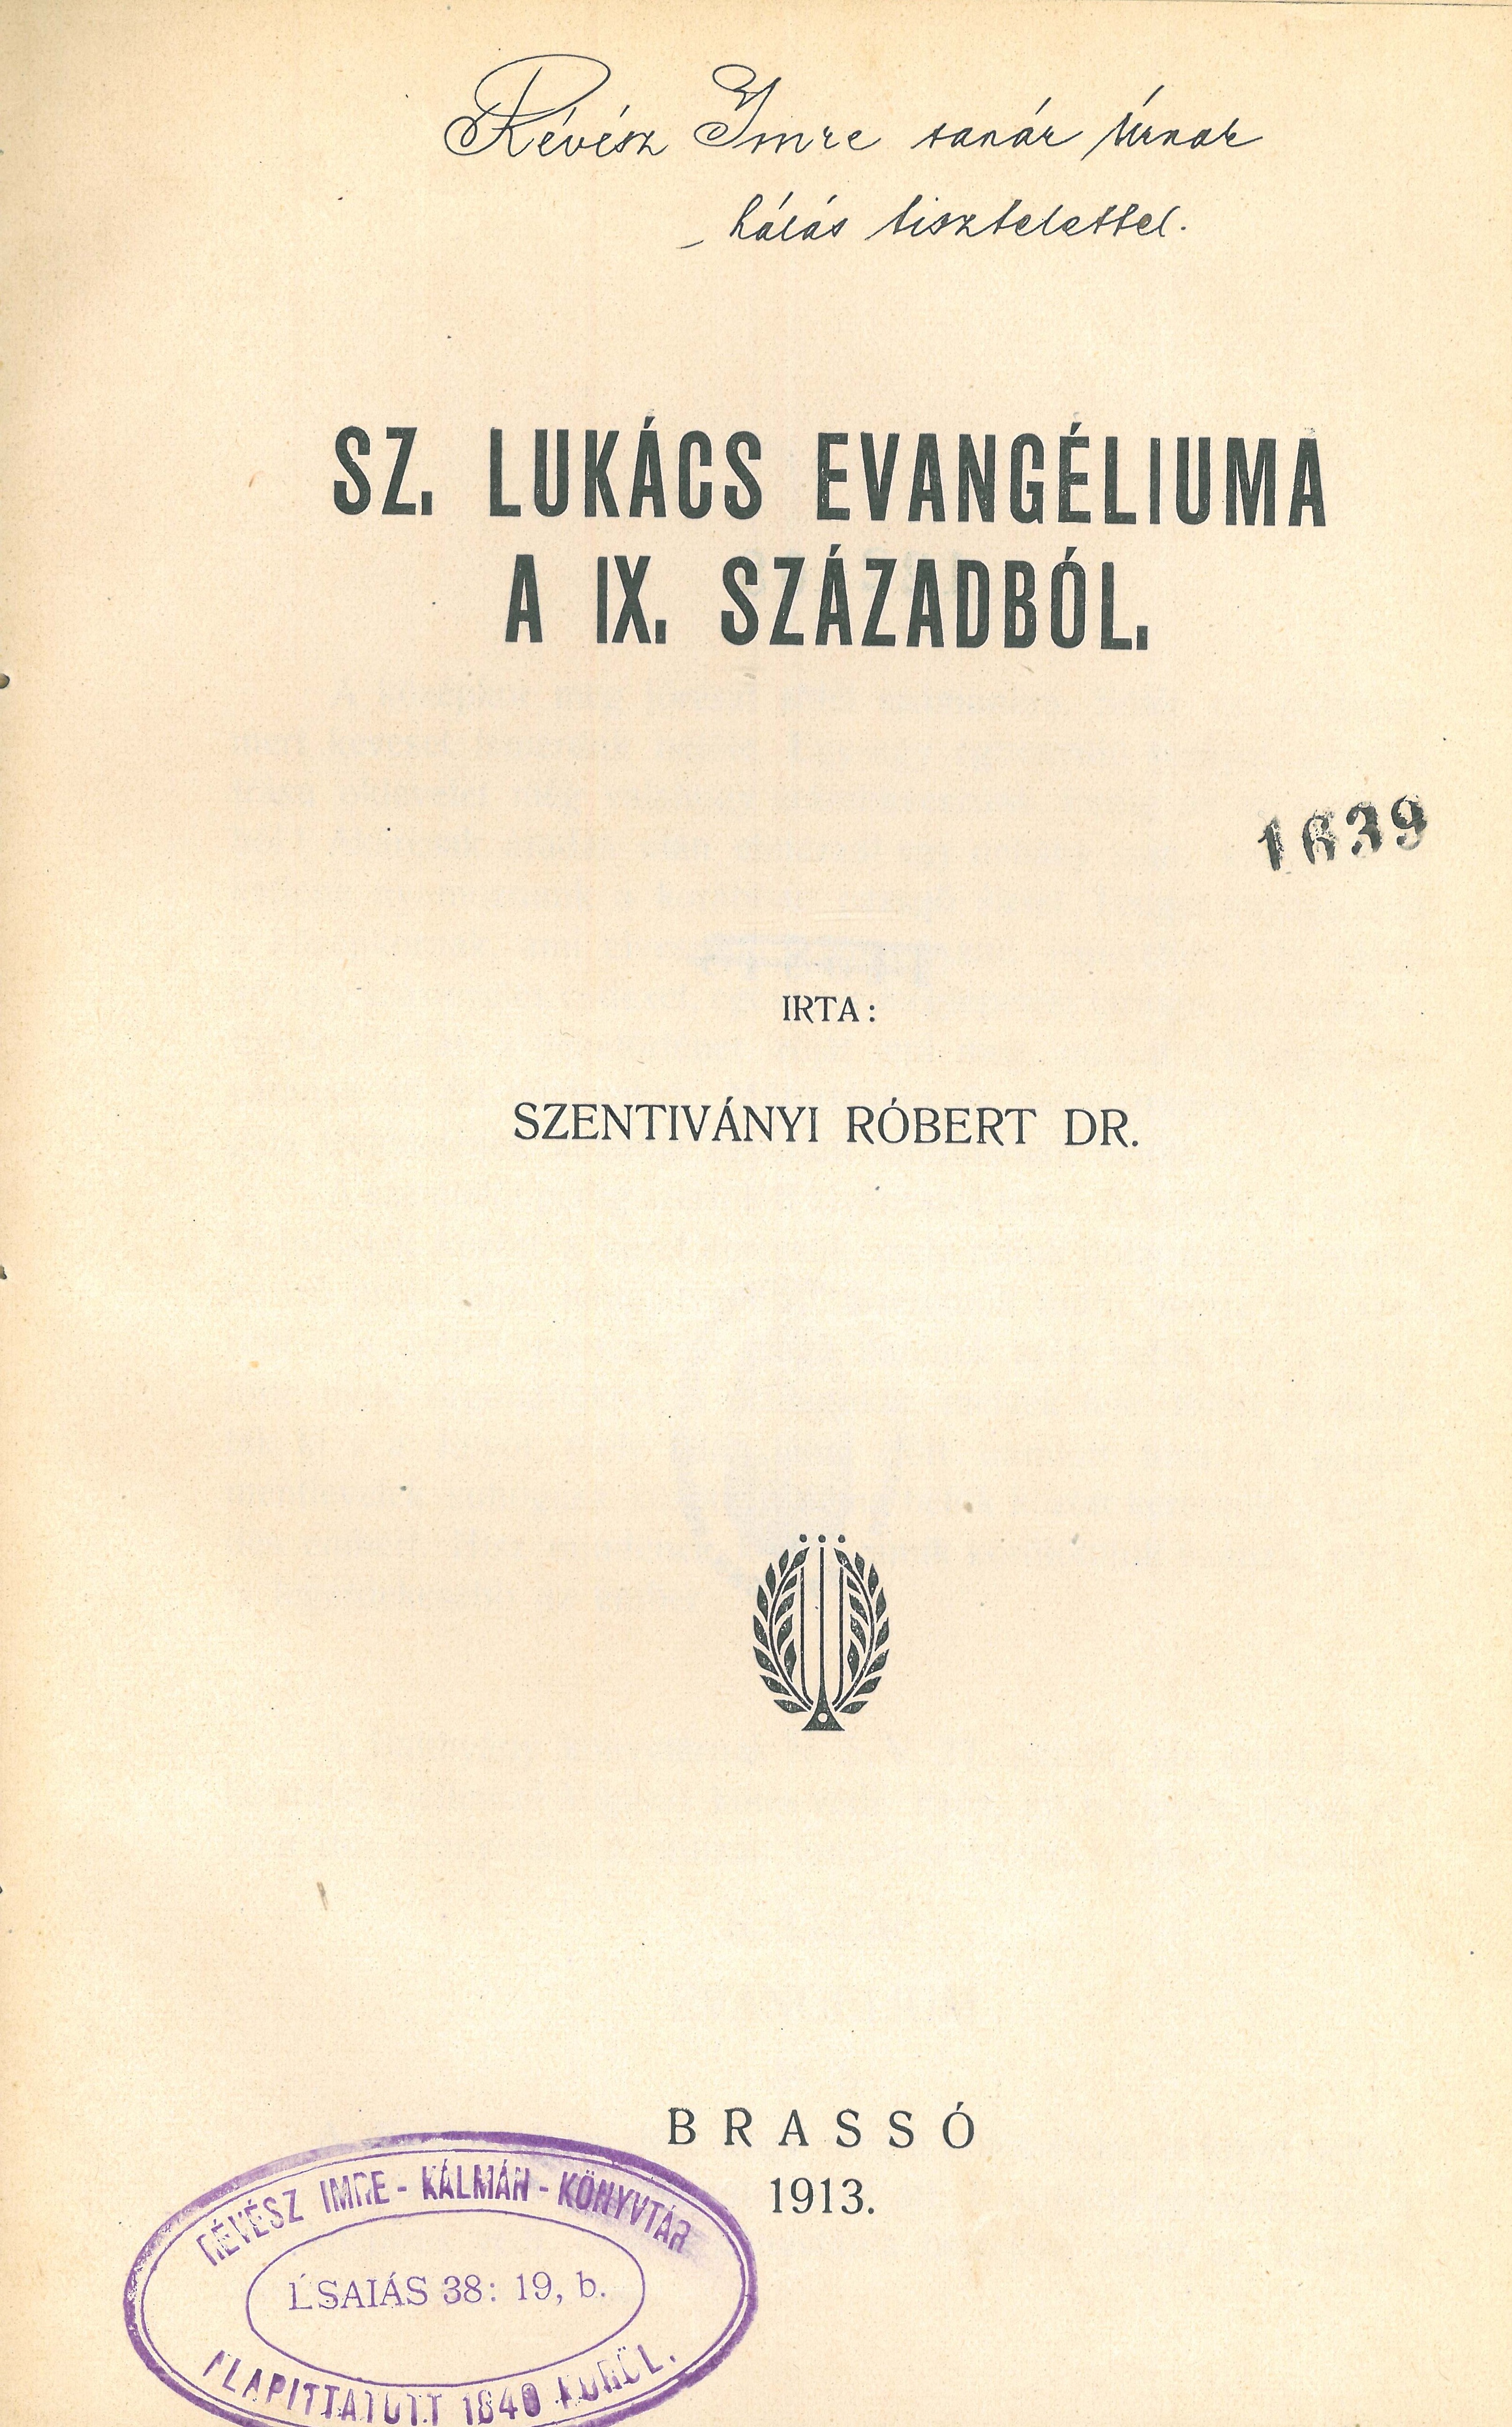 Révész Imre tanár Úrnak
hálás tisztelettel.
SZ. LUKÁCS EVANGÉLIUMA
A IX. SZÁZADBÓL.
1639
IRTA:
SZENTIVÁNYI RÓBERT DR.
BRASSÓ
1913.
RÉVÉSZ IMRE - KÁLMÁN - KÖNYVTÁR
ÉSAIÁS 38: 19, b.
ALAPITTATOTT 1840 KÖRÜL.